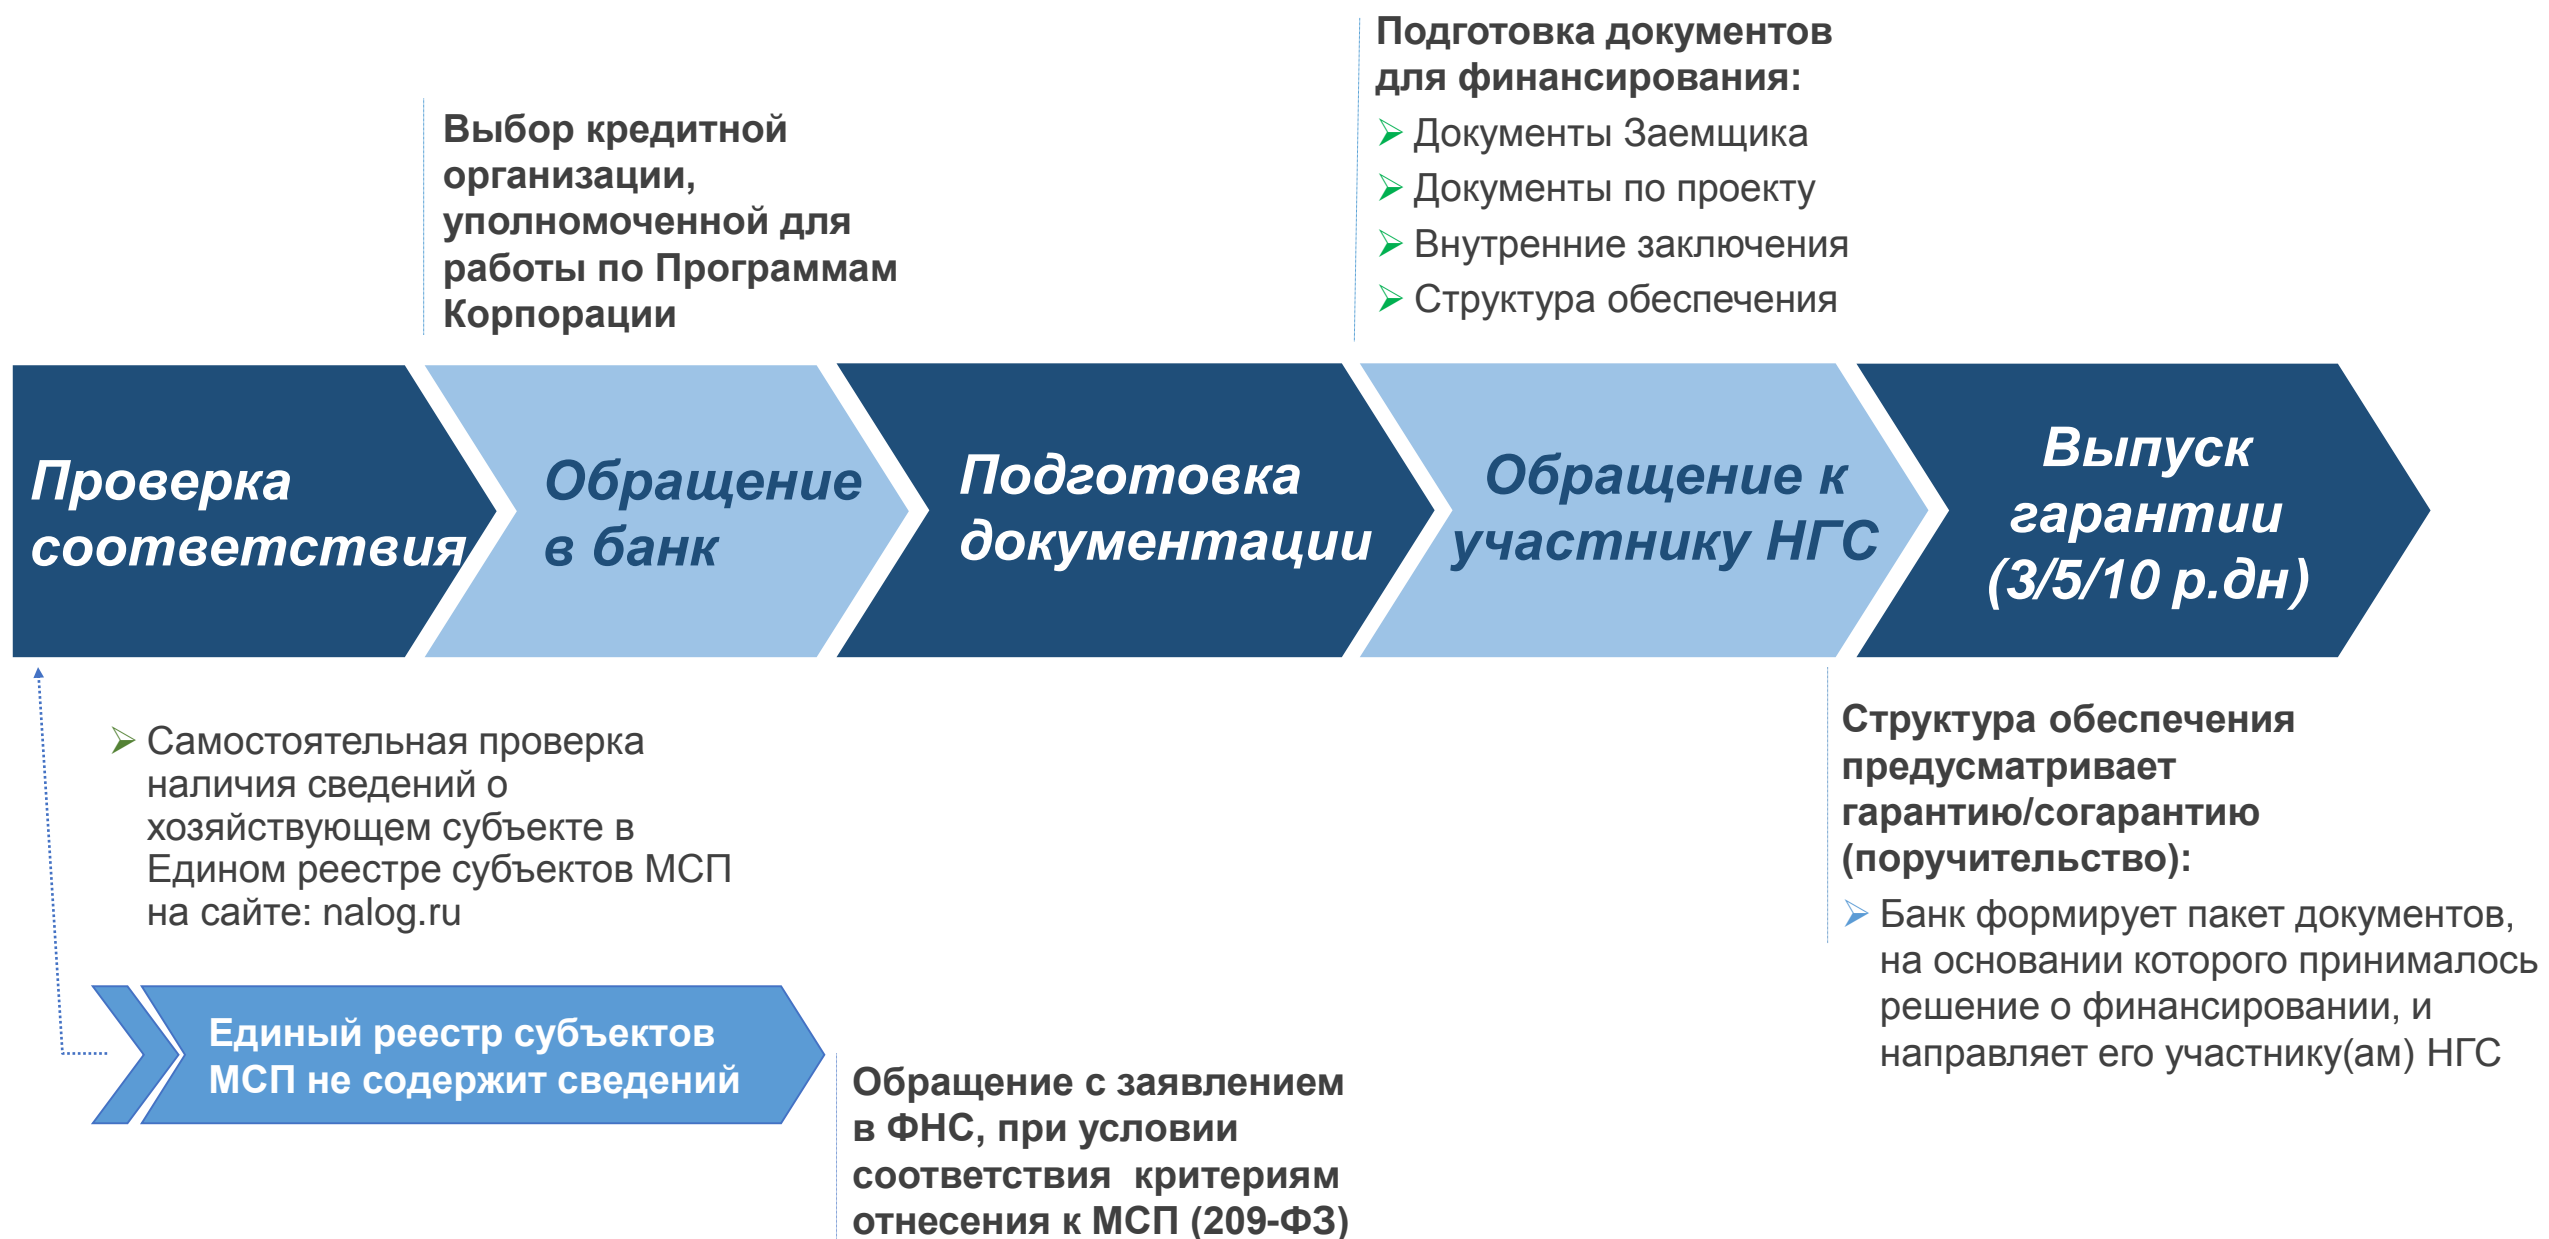 Подготовка документов
для финансирования:
Документы Заемщика
Документы по проекту
Внутренние заключения
Структура обеспечения
Выбор кредитной
организации,
уполномоченной для
работы по Программам
Корпорации
Проверка
соответствия
Обращение
в банк
Подготовка
документации
Обращение к
участнику НГС
Выпуск
гарантии
(3/5/10 р.дн)
Самостоятельная проверка
наличия сведений о
хозяйствующем субъекте в
Едином реестре субъектов МСП
на сайте: nalog.ru
Единый реестр субъектов
МСП не содержит сведений
Обращение с заявлением
в ФНС, при условии
соответствия  критериям
отнесения к МСП (209-ФЗ)
Структура обеспечения
предусматривает
гарантию/согарантию
(поручительство):
Банк формирует пакет документов,
на основании которого принималось
решение о финансировании, и
направляет его участнику(ам) НГС